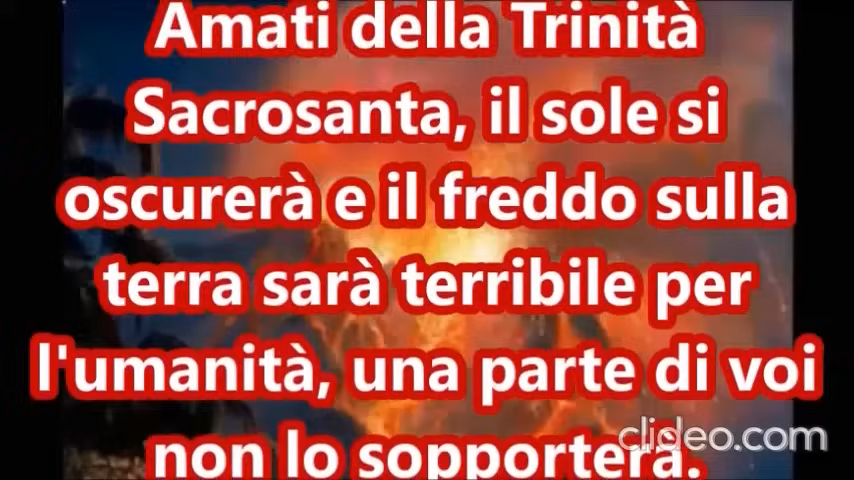 Amati della Trinità
Sacrosanta, il sole si
oscurerà e il freddo sulla
terra sarà terribile per
l'umanità, una parte di voi
non lo sopporterà.
clideo.com